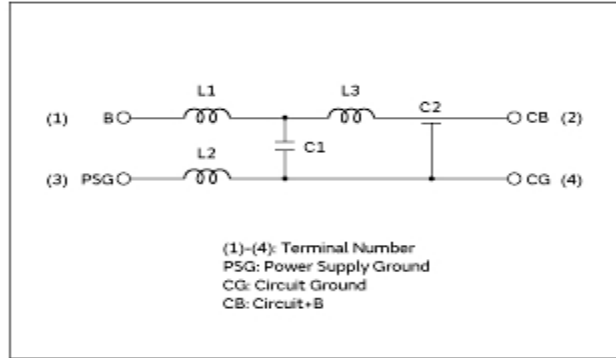 L1 L3
C2
(1) B CB (2)
C1
L2
(3) PSG CG (4)
(1)-(4): Terminal Number
PSG: Power Supply Ground
CG: Circuit Ground
CB: Circuit+B